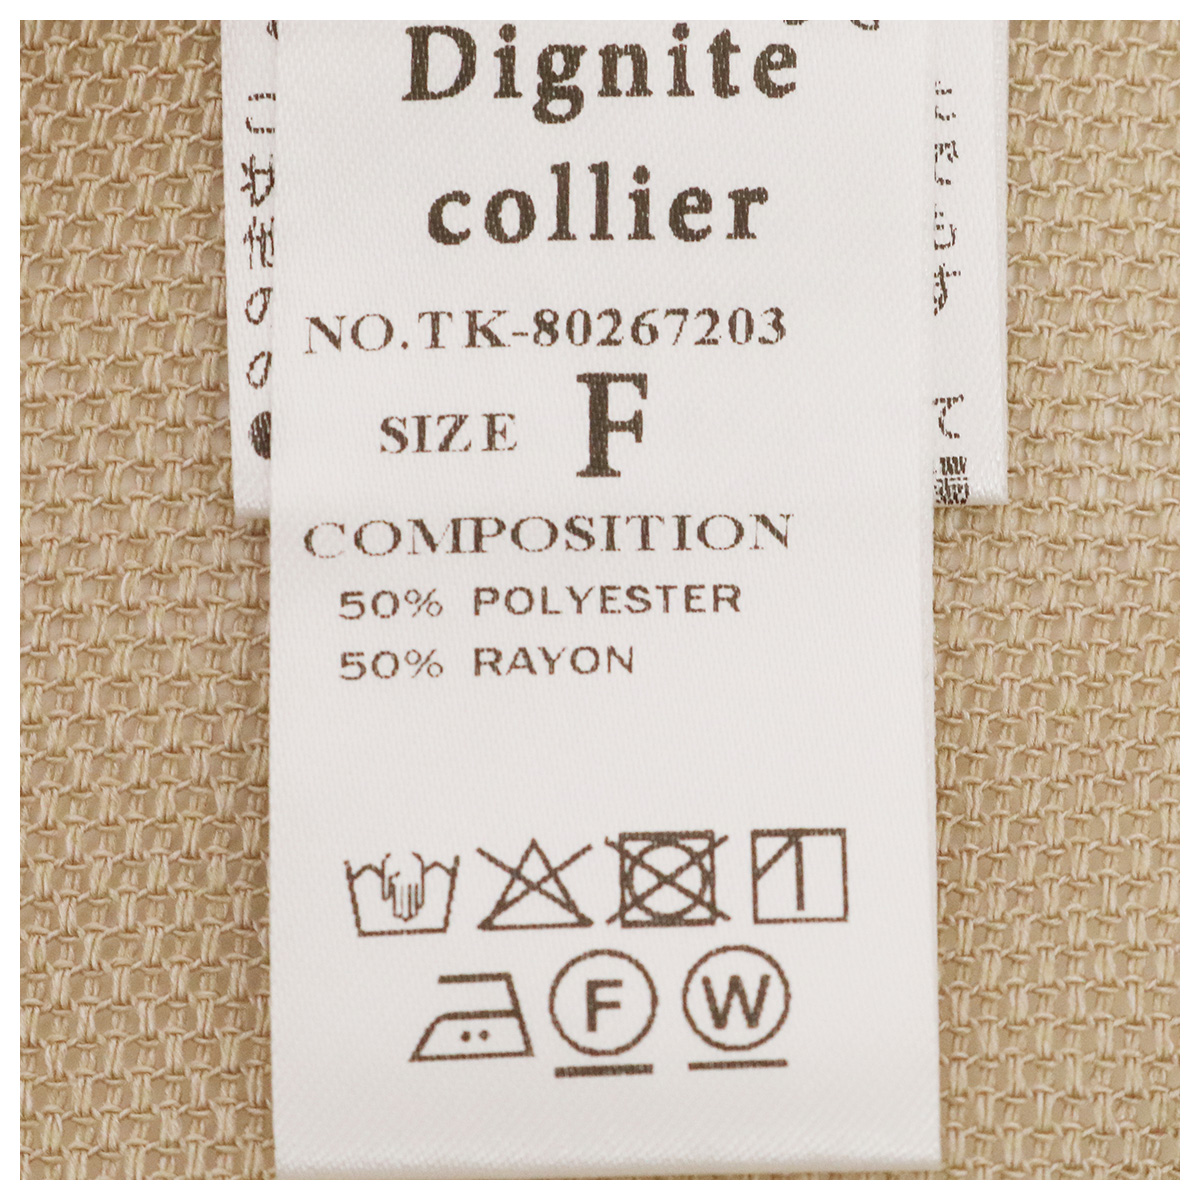 Dignite
collier
NO.TK-80267203
SIZE F
COMPOSITION
50% POLYESTER
50% RAYON
F W